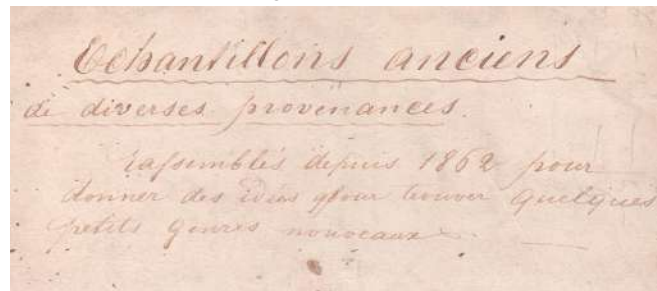 Echantillons anciens
de diverses provenances.
Rassemblés depuis 1862 pour
donner des idées pour trouver quelques
petits genres nouveaux.